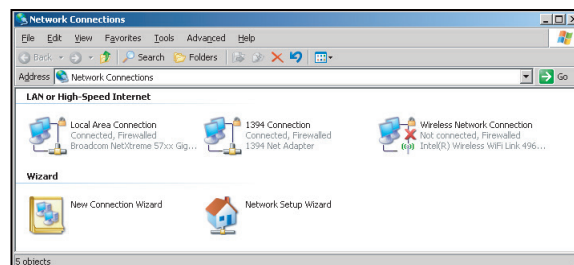 Network Connections
File Edit View Favorites Tools Advanced Help
Back Search Folders
Address Network Connections Go
LAN or High-Speed Internet
Local Area Connection
Connected, Firewalled
Broadcom NetXtreme 57xx Gig...
1394 Connection
Connected, Firewalled
1394 Net Adapter
Wireless Network Connection
Not connected, Firewalled
Intel(R) Wireless WiFi Link 496...
Wizard
New Connection Wizard
Network Setup Wizard
5 objects